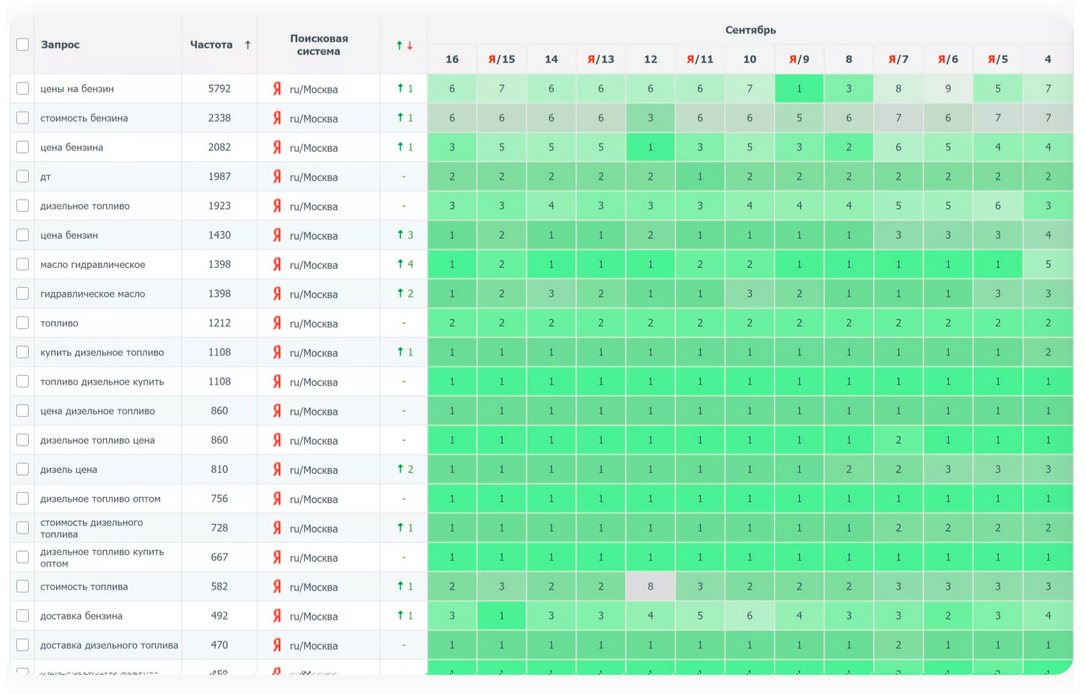 Сентябрь
Запрос Частота ↑ Поисковая система ↑↓ 16 Я/15 14 Я/13 12 Я/11 10 Я/9 8 Я/7 Я/6 Я/5 4
цены на бензин 5792 Я ru/Москва ↑ 1 6 7 6 6 6 6 7 1 3 8 9 5 7
стоимость бензина 2338 Я ru/Москва ↑ 1 6 6 6 6 3 6 6 5 6 7 6 7 7
цена бензина 2082 Я ru/Москва ↑ 1 3 5 5 5 1 3 5 3 2 6 5 4 4
дт 1987 Я ru/Москва - 2 2 2 2 2 1 2 2 2 2 2 2 2
дизельное топливо 1923 Я ru/Москва - 3 3 4 3 3 3 4 4 4 5 5 6 3
цена бензин 1430 Я ru/Москва ↑ 3 1 2 1 1 2 1 1 1 1 3 3 3 4
масло гидравлическое 1398 Я ru/Москва ↑ 4 1 2 1 1 1 2 2 1 1 1 1 1 5
гидравлическое масло 1398 Я ru/Москва ↑ 2 1 2 3 2 1 1 3 2 1 1 1 3 3
топливо 1212 Я ru/Москва - 2 2 2 2 2 2 2 2 2 2 2 2 2
купить дизельное топливо 1108 Я ru/Москва ↑ 1 1 1 1 1 1 1 1 1 1 1 1 1 2
топливо дизельное купить 1108 Я ru/Москва - 1 1 1 1 1 1 1 1 1 1 1 1 1
цена дизельное топливо 860 Я ru/Москва - 1 1 1 1 1 1 1 1 1 1 1 1 1
дизельное топливо цена 860 Я ru/Москва - 1 1 1 1 1 1 1 1 1 2 1 1 1
дизель цена 810 Я ru/Москва ↑ 2 1 1 1 1 1 1 1 1 2 2 3 3 3
дизельное топливо оптом 756 Я ru/Москва - 1 1 1 1 1 1 1 1 1 1 1 1 1
стоимость дизельного топлива 728 Я ru/Москва ↑ 1 1 1 1 1 1 1 1 1 1 2 2 2 2
дизельное топливо купить оптом 667 Я ru/Москва - 1 1 1 1 1 1 1 1 1 1 1 1 1
стоимость топлива 582 Я ru/Москва ↑ 1 2 3 2 2 8 3 2 2 2 3 3 3 3
доставка бензина 492 Я ru/Москва ↑ 1 3 1 3 3 4 5 6 4 3 3 2 3 4
доставка дизельного топлива 470 Я ru/Москва - 1 1 1 1 1 1 1 1 1 2 1 1 1